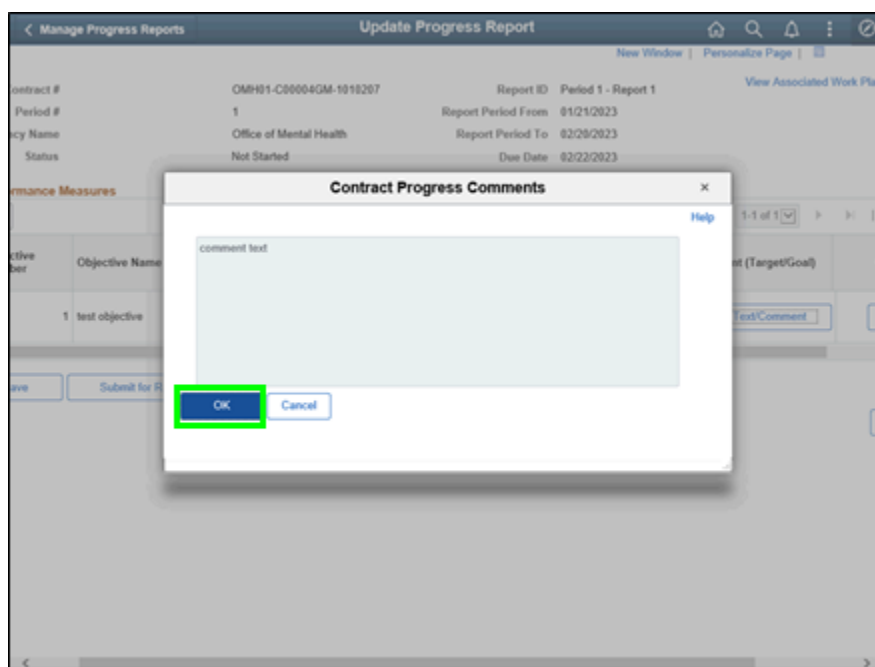 Manage Progress Reports Update Progress Report
New Window | Personalize Page |
ontract # OMH01-C00004GM-1010207 Report ID Period 1 - Report 1 View Associated Work Pla
Period # 1 Report Period From 01/21/2023
cy Name Office of Mental Health Report Period To 02/20/2023
Status Not Started Due Date 02/22/2023
rmance Measures
Contract Progress Comments ×
Help
1-1 of 1
comment text
ctive
ber
Objective Name
nt (Target/Goal)
1 test objective
Text/Comment
ave
Submit for R
OK
Cancel